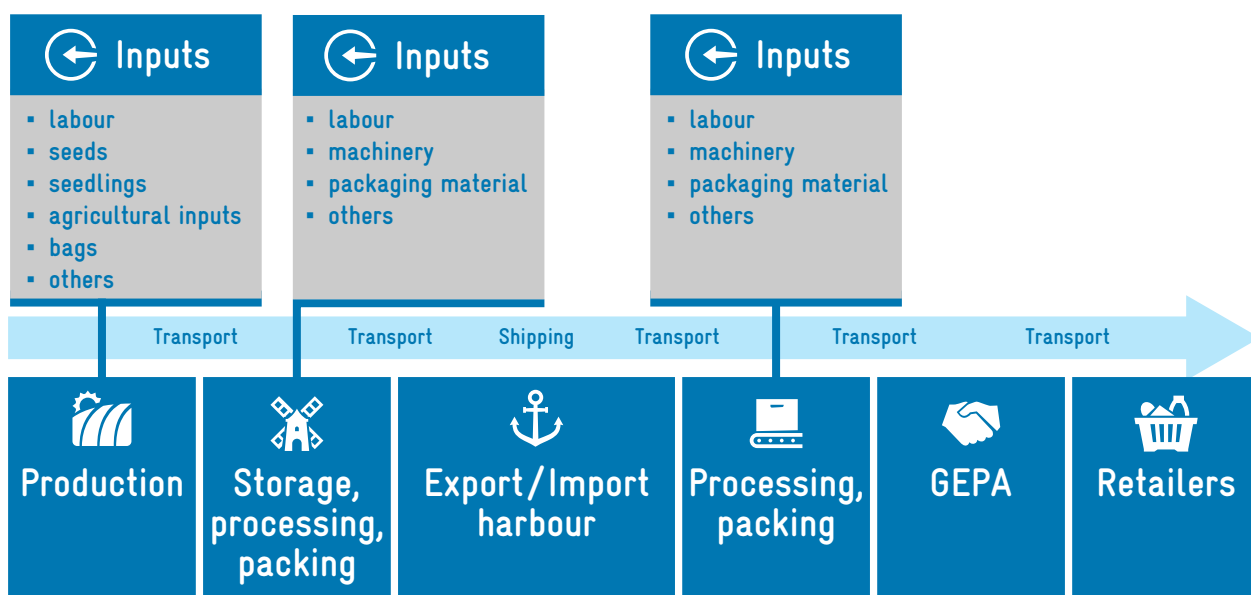 Inputs
▪ labour
▪ seeds
▪ seedlings
▪ agricultural inputs
▪ bags
▪ others
Inputs
▪ labour
▪ machinery
▪ packaging material
▪ others
Inputs
▪ labour
▪ machinery
▪ packaging material
▪ others
Transport
Transport
Shipping
Transport
Transport
Transport
Production
Storage,
processing,
packing
Export/Import
harbour
Processing,
packing
GEPA
Retailers